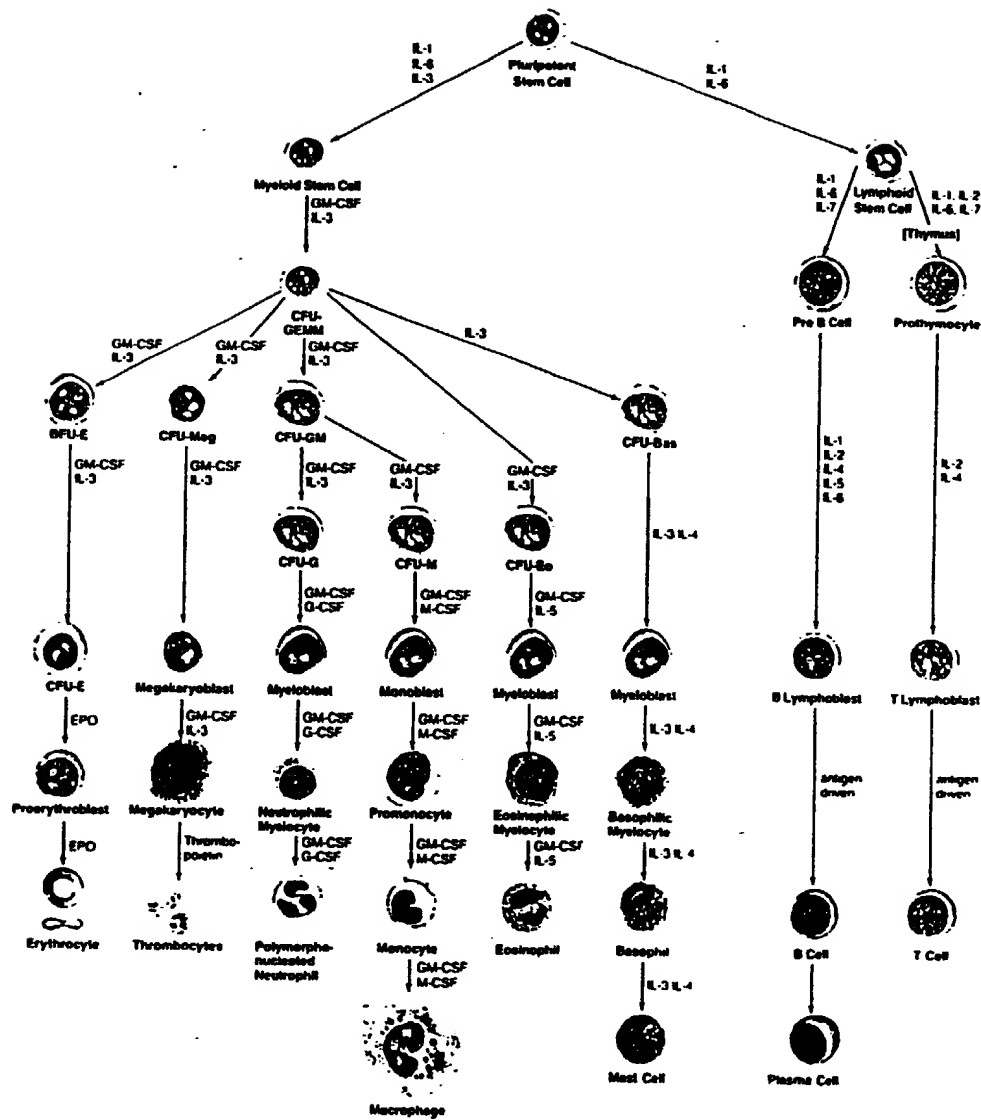 IL-1
IL-6
IL-3
Pluripotent
Stem Cell
IL-1
IL-6
Myeloid Stem Cell
GM-CSF
IL-3
IL-1
IL-6
IL-7
Lymphoid
Stem Cell
IL-1, IL-2
IL-6, IL-7
[Thymus]
CFU-
GEMM
Pre B Cell
Prothymocyte
GM-CSF
IL-3
GM-CSF
IL-3
GM-CSF
IL-3
IL-3
BFU-E
CFU-Meg
CFU-GM
CFU-Bas
GM-CSF
IL-3
GM-CSF
IL-3
GM-CSF
IL-3
GM-CSF
IL-3
GM-CSF
IL-3
IL-3 IL-4
IL-1
IL-2
IL-4
IL-5
IL-6
IL-2
IL-4
CFU-G
CFU-M
CFU-Eo
GM-CSF
G-CSF
GM-CSF
M-CSF
GM-CSF
IL-5
CFU-E
Megakaryoblast
Myeloblast
Monoblast
Myeloblast
Myeloblast
B Lymphoblast
T Lymphoblast
EPO
GM-CSF
IL-3
GM-CSF
G-CSF
GM-CSF
M-CSF
GM-CSF
IL-5
IL-3 IL-4
antigen
driven
antigen
driven
Proerythroblast
Megakaryocyte
Neutrophilic
Myelocyte
Promonocyte
Eosinophilic
Myelocyte
Basophilic
Myelocyte
EPO
Thrombo-
poietin
GM-CSF
G-CSF
GM-CSF
M-CSF
GM-CSF
IL-5
IL-3 IL-4
Erythrocyte
Thrombocytes
Polymorpho-
nucleated
Neutrophil
Monocyte
Eosinophil
Basophil
B Cell
T Cell
GM-CSF
M-CSF
IL-3 IL-4
Macrophage
Mast Cell
Plasma Cell